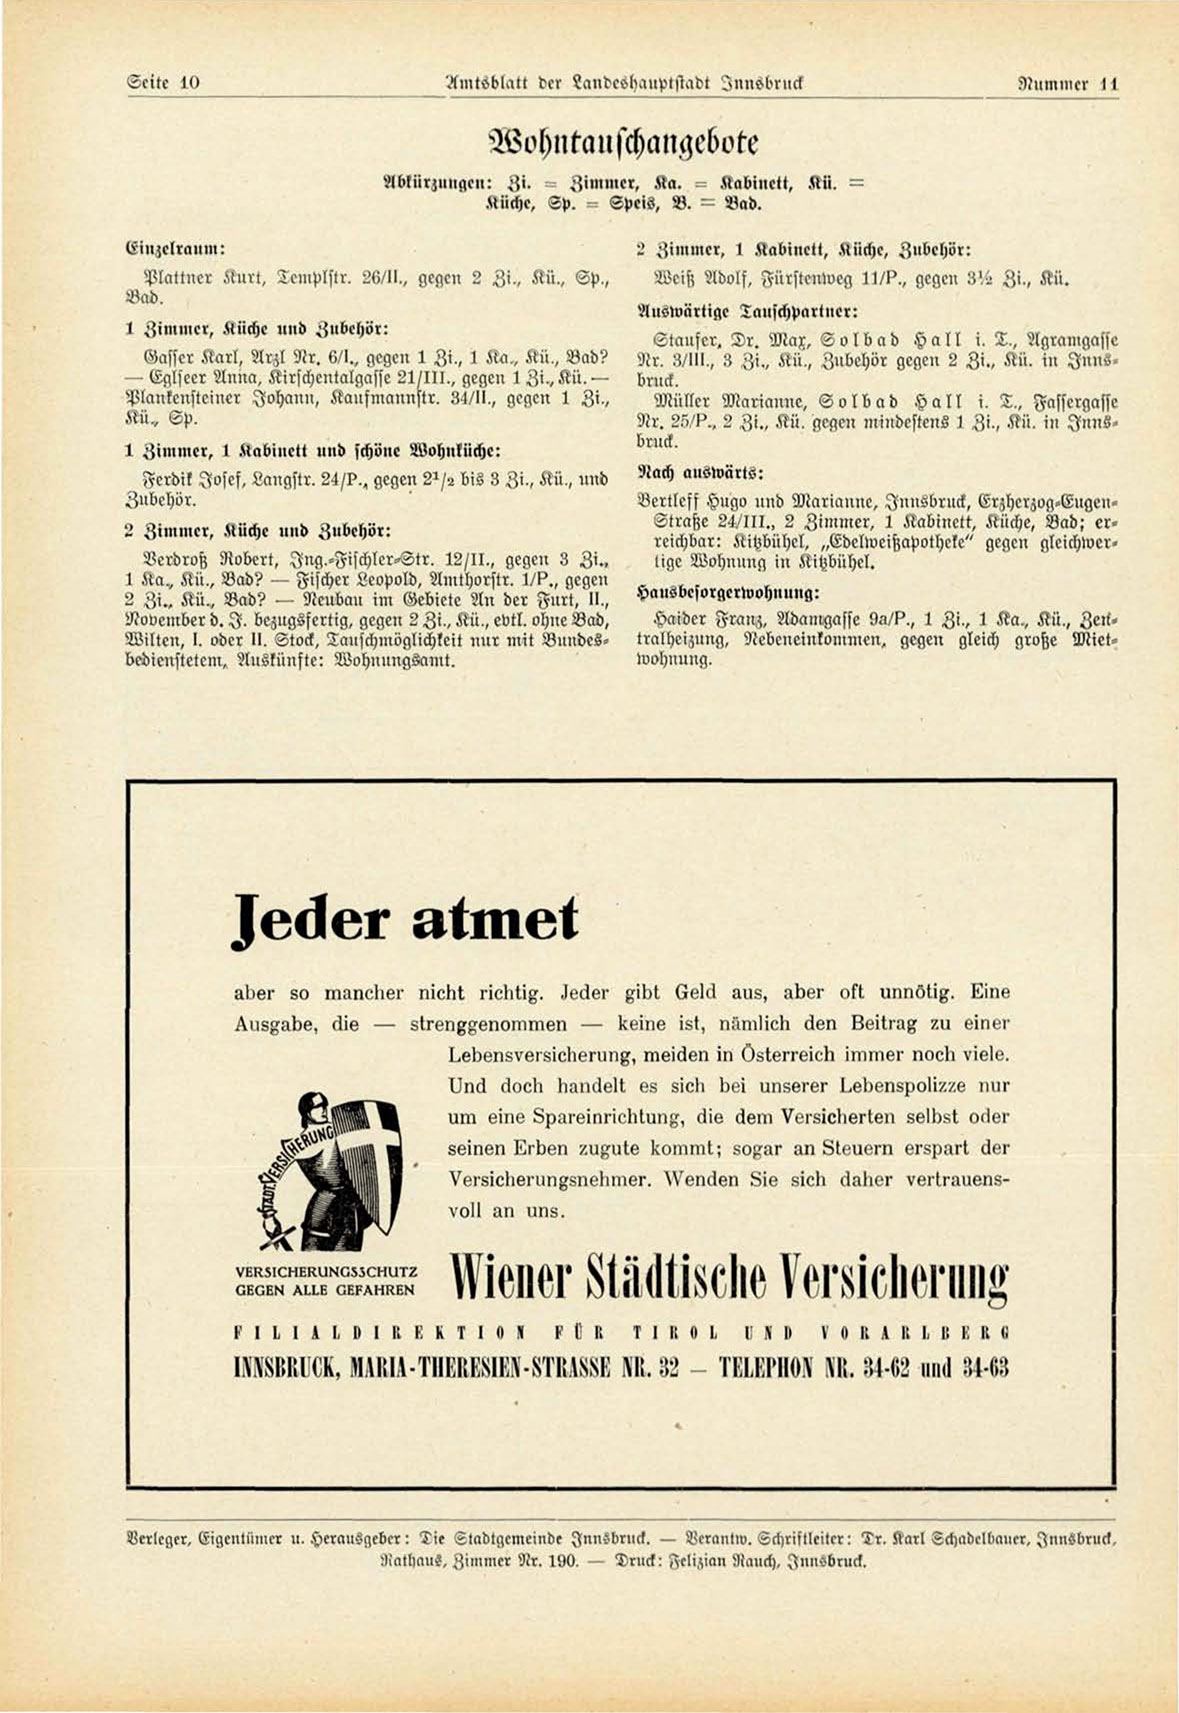 Seite 10
Amtsblatt der Landeshauptstadt Innsbruck
Nummer 11
Wohntauschangebote
Abkürzungen: Zi. = Zimmer, Ka. = Kabinett, Kü. =
Küche, Sp. = Speis, B. = Bad.
Einzelraum:
Plattner Kurt, Templstr. 26/II., gegen 2 Zi., Kü., Sp.,
Bad.
1 Zimmer, Küche und Zubehör:
Gasser Karl, Arzl Nr. 6/I., gegen 1 Zi., 1 Ka., Kü., Bad?
— Eglseer Anna, Kirschentalgasse 21/III., gegen 1 Zi., Kü. —
Plankensteiner Johann, Kaufmannstr. 34/II., gegen 1 Zi.,
Kü., Sp.
1 Zimmer, 1 Kabinett und schöne Wohnküche:
Ferdik Josef, Langstr. 24/P., gegen 2 1/2 bis 3 Zi., Kü., und
Zubehör.
2 Zimmer, Küche und Zubehör:
Verdroß Robert, Ing.-Fischler-Str. 12/II., gegen 3 Zi.,
1 Ka., Kü., Bad? — Fischer Leopold, Amthorstr. 1/P., gegen
2 Zi., Kü., Bad? — Neubau im Gebiete An der Furt, II.,
November d. J. bezugsfertig, gegen 2 Zi., Kü., evtl. ohne Bad,
Wilten, I. oder II. Stock, Tauschmöglichkeit nur mit Bundes-
bedienstetem, Auskünfte: Wohnungsamt.
2 Zimmer, 1 Kabinett, Küche, Zubehör:
Weiß Adolf, Fürstenweg 11/P., gegen 3½ Zi., Kü.
Auswärtige Tauschpartner:
Staufer, Dr. Max, Solbad Hall i. T., Agramgasse
Nr. 3/III., 3 Zi., Kü., Zubehör gegen 2 Zi., Kü. in Inns-
bruck.
Müller Marianne, Solbad Hall i. T., Fassergasse
Nr. 25/P., 2 Zi., Kü. gegen mindestens 1 Zi., Kü. in Inns-
bruck.
Nach auswärts:
Bertleff Hugo und Marianne, Innsbruck, Erzherzog-Eugen-
Straße 24/III., 2 Zimmer, 1 Kabinett, Küche, Bad; er-
reichbar: Kitzbühel, „Edelweißapotheke" gegen gleichwer-
tige Wohnung in Kitzbühel.
Hausbesorgerwohnung:
Haider Franz, Adamgasse 9a/P., 1 Zi., 1 Ka., Kü., Zen-
tralheizung, Nebeneinkommen, gegen gleich große Miet-
wohnung.
Jeder atmet
aber so mancher nicht richtig. Jeder gibt Geld aus, aber oft unnötig. Eine
Ausgabe, die — strenggenommen — keine ist, nämlich den Beitrag zu einer
Lebensversicherung, meiden in Österreich immer noch viele.
Und doch handelt es sich bei unserer Lebenspolizze nur
um eine Spareinrichtung, die dem Versicherten selbst oder
seinen Erben zugute kommt; sogar an Steuern erspart der
Versicherungsnehmer. Wenden Sie sich daher vertrauens-
voll an uns.
STÄDT. VERSICHERUNG
VERSICHERUNGSSCHUTZ
GEGEN ALLE GEFAHREN
Wiener Städtische Versicherung
FILIALDIREKTION FÜR TIROL UND VORARLBERG
INNSBRUCK, MARIA-THERESIEN-STRASSE NR. 32 — TELEPHON NR. 34-62 und 34-63
Verleger, Eigentümer u. Herausgeber: Die Stadtgemeinde Innsbruck. — Verantw. Schriftleiter: Dr. Karl Schadelbauer, Innsbruck,
Rathaus, Zimmer Nr. 190. — Druck: Felizian Rauch, Innsbruck.